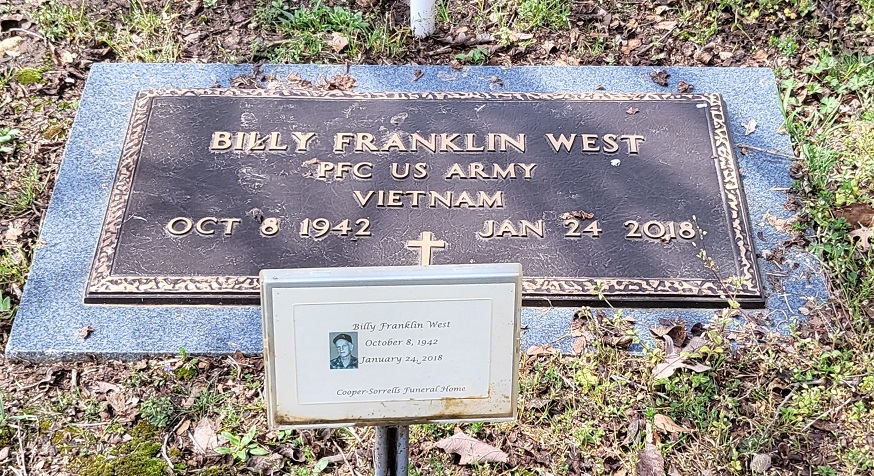 BILLY FRANKLIN WEST
PFC US ARMY
VIETNAM
OCT 8 1942 JAN 24 2018
Billy Franklin West
October 8, 1942
January 24, 2018
Cooper-Sorrells Funeral Home